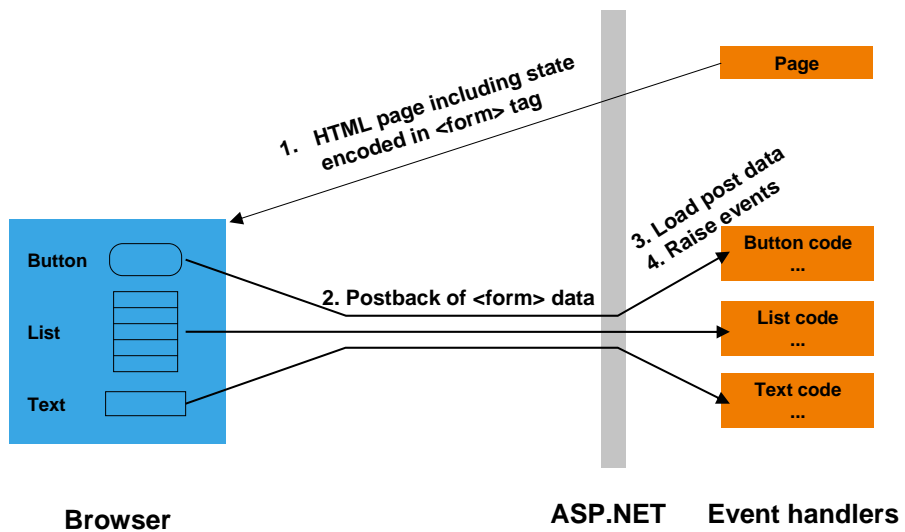 Page
1. HTML page including state
encoded in <form> tag
3. Load post data
4. Raise events
Button
Button code
...
2. Postback of <form> data
List
List code
...
Text
Text code
...
Browser
ASP.NET
Event handlers